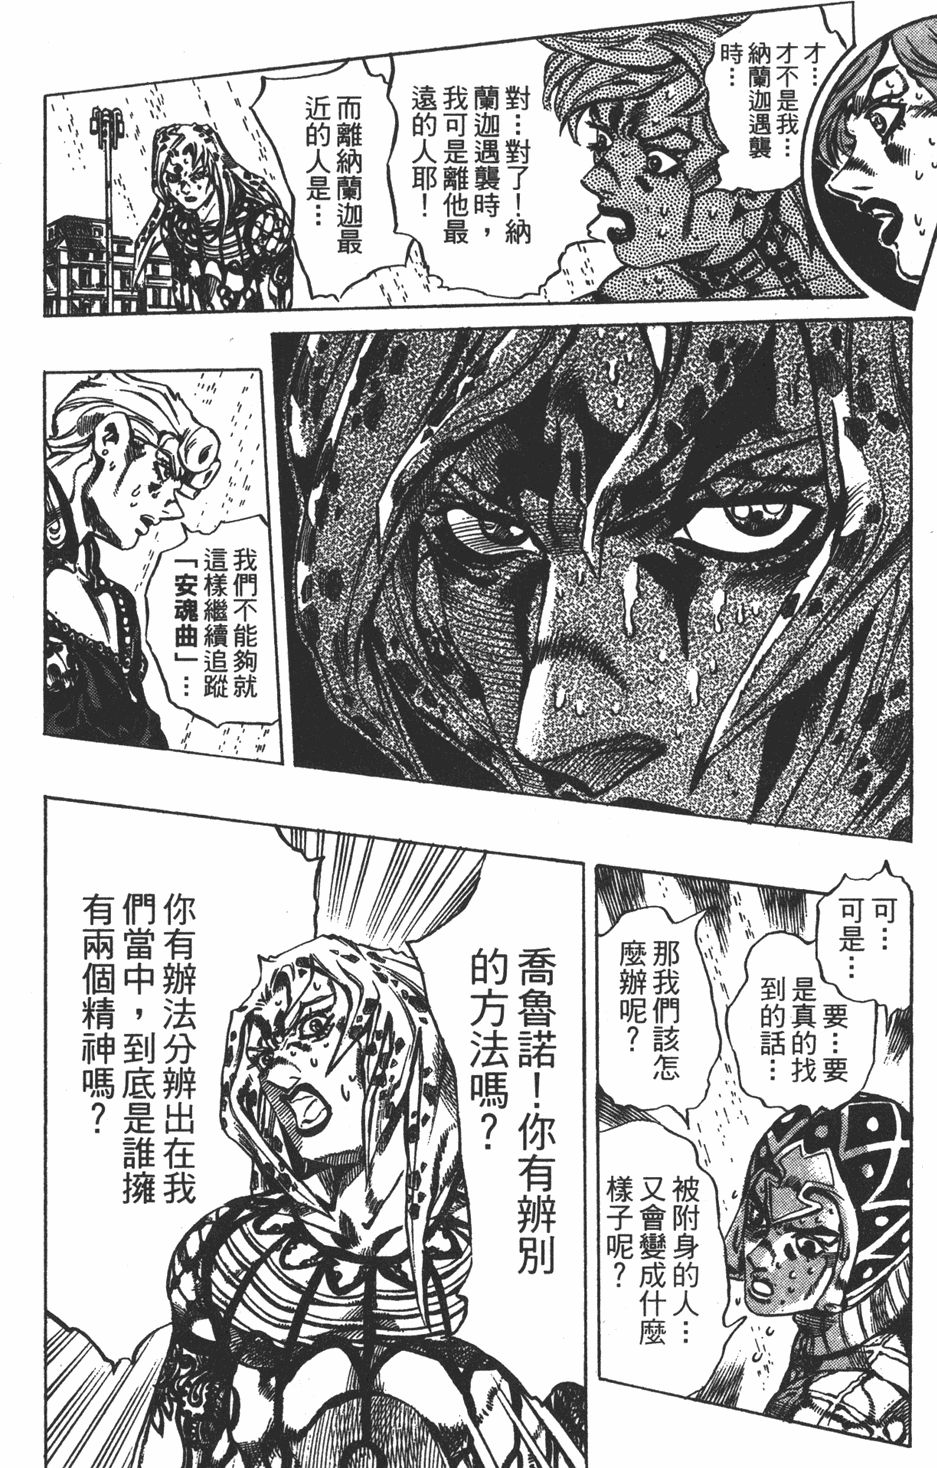 才⋯
才不是我⋯
納蘭迦遇襲
時⋯
對⋯對了！納
蘭迦遇襲時，
我可是離他最
遠的人耶！
而離納蘭迦最
近的人是⋯
我們不能夠就
這樣繼續追蹤
「安魂曲」⋯
可⋯
可是⋯
要⋯要
是真的找
到的話⋯
那我們該怎
麼辦呢？
被附身的人⋯
又會變成什麼
樣子呢？
喬魯諾！你有辨別
的方法嗎？
你有辦法分辨出在我
們當中，到底是誰擁
有兩個精神嗎？